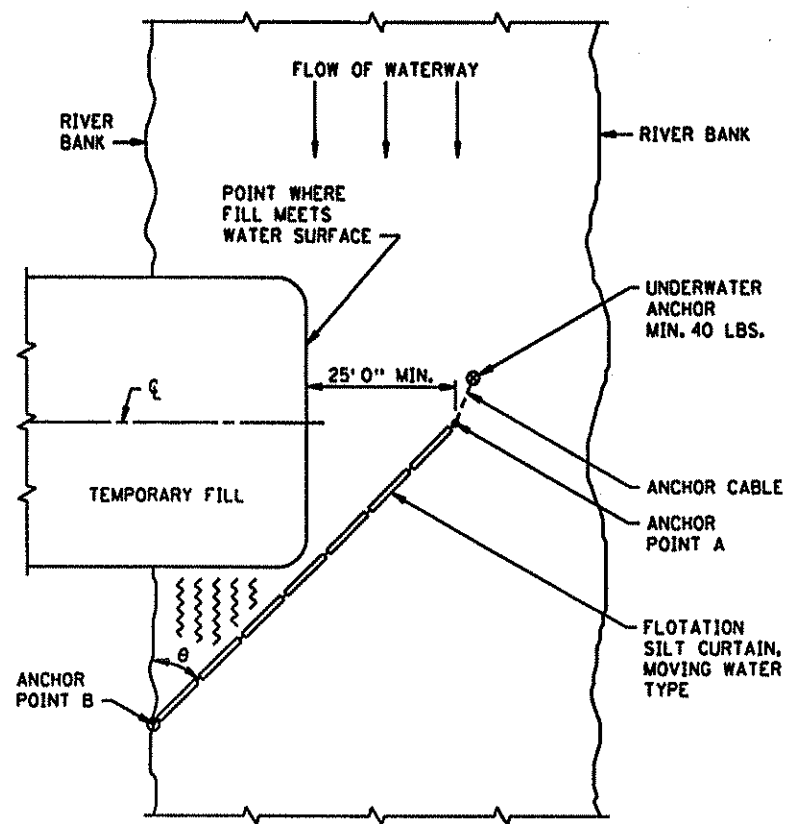 FLOW OF WATERWAY
RIVER
BANK
RIVER BANK
POINT WHERE
FILL MEETS
WATER SURFACE
UNDERWATER
ANCHOR
MIN. 40 LBS.
25'0" MIN.
℄
TEMPORARY FILL
ANCHOR CABLE
ANCHOR
POINT A
FLOTATION
SILT CURTAIN,
MOVING WATER
TYPE
θ
ANCHOR
POINT B